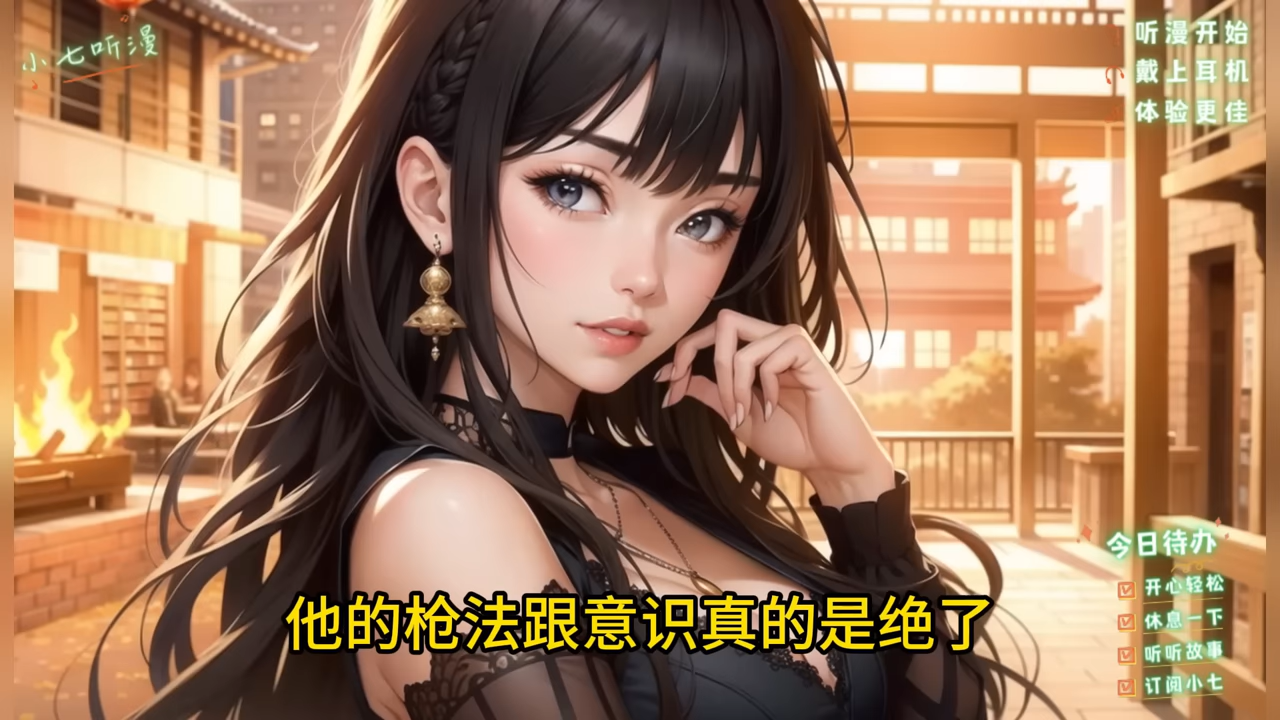 小七听漫
听漫开始
戴上耳机
体验更佳
今日待办
开心轻松
休息一下
听听故事
订阅小七
他的枪法跟意识真的是绝了